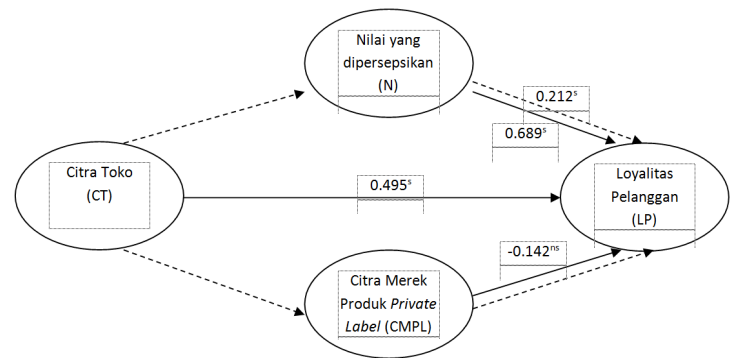 Nilai yang
dipersepsikan
(N)
0.212ˢ
0.689ˢ
Citra Toko
(CT)
0.495ˢ
Loyalitas
Pelanggan
(LP)
-0.142ⁿˢ
Citra Merek
Produk Private
Label (CMPL)